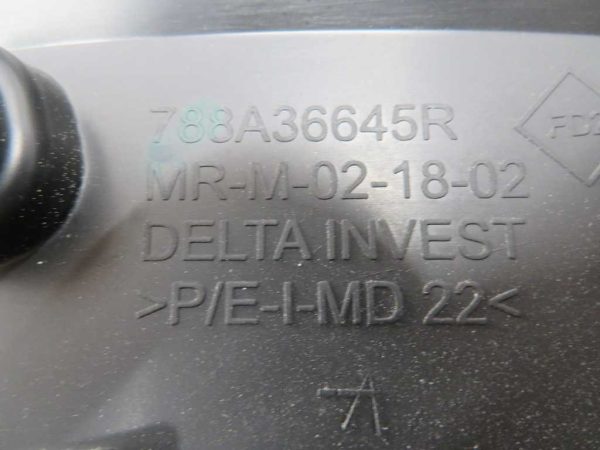 788A36645R
MR-M-02-18-02
DELTA INVEST
>P/E-I-MD 22<